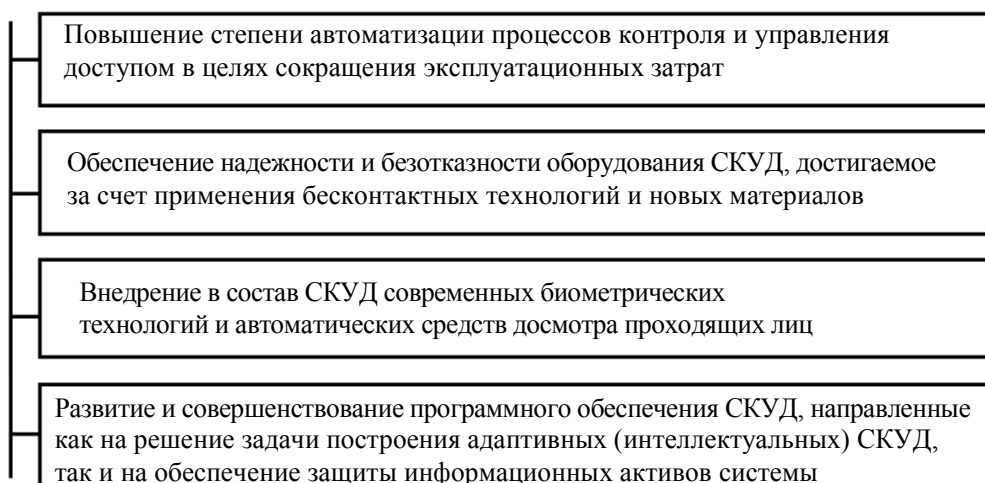 Повышение степени автоматизации процессов контроля и управления
доступом в целях сокращения эксплуатационных затрат
Обеспечение надежности и безотказности оборудования СКУД, достигаемое
за счет применения бесконтактных технологий и новых материалов
Внедрение в состав СКУД современных биометрических
технологий и автоматических средств досмотра проходящих лиц
Развитие и совершенствование программного обеспечения СКУД, направленные
как на решение задачи построения адаптивных (интеллектуальных) СКУД,
так и на обеспечение защиты информационных активов системы